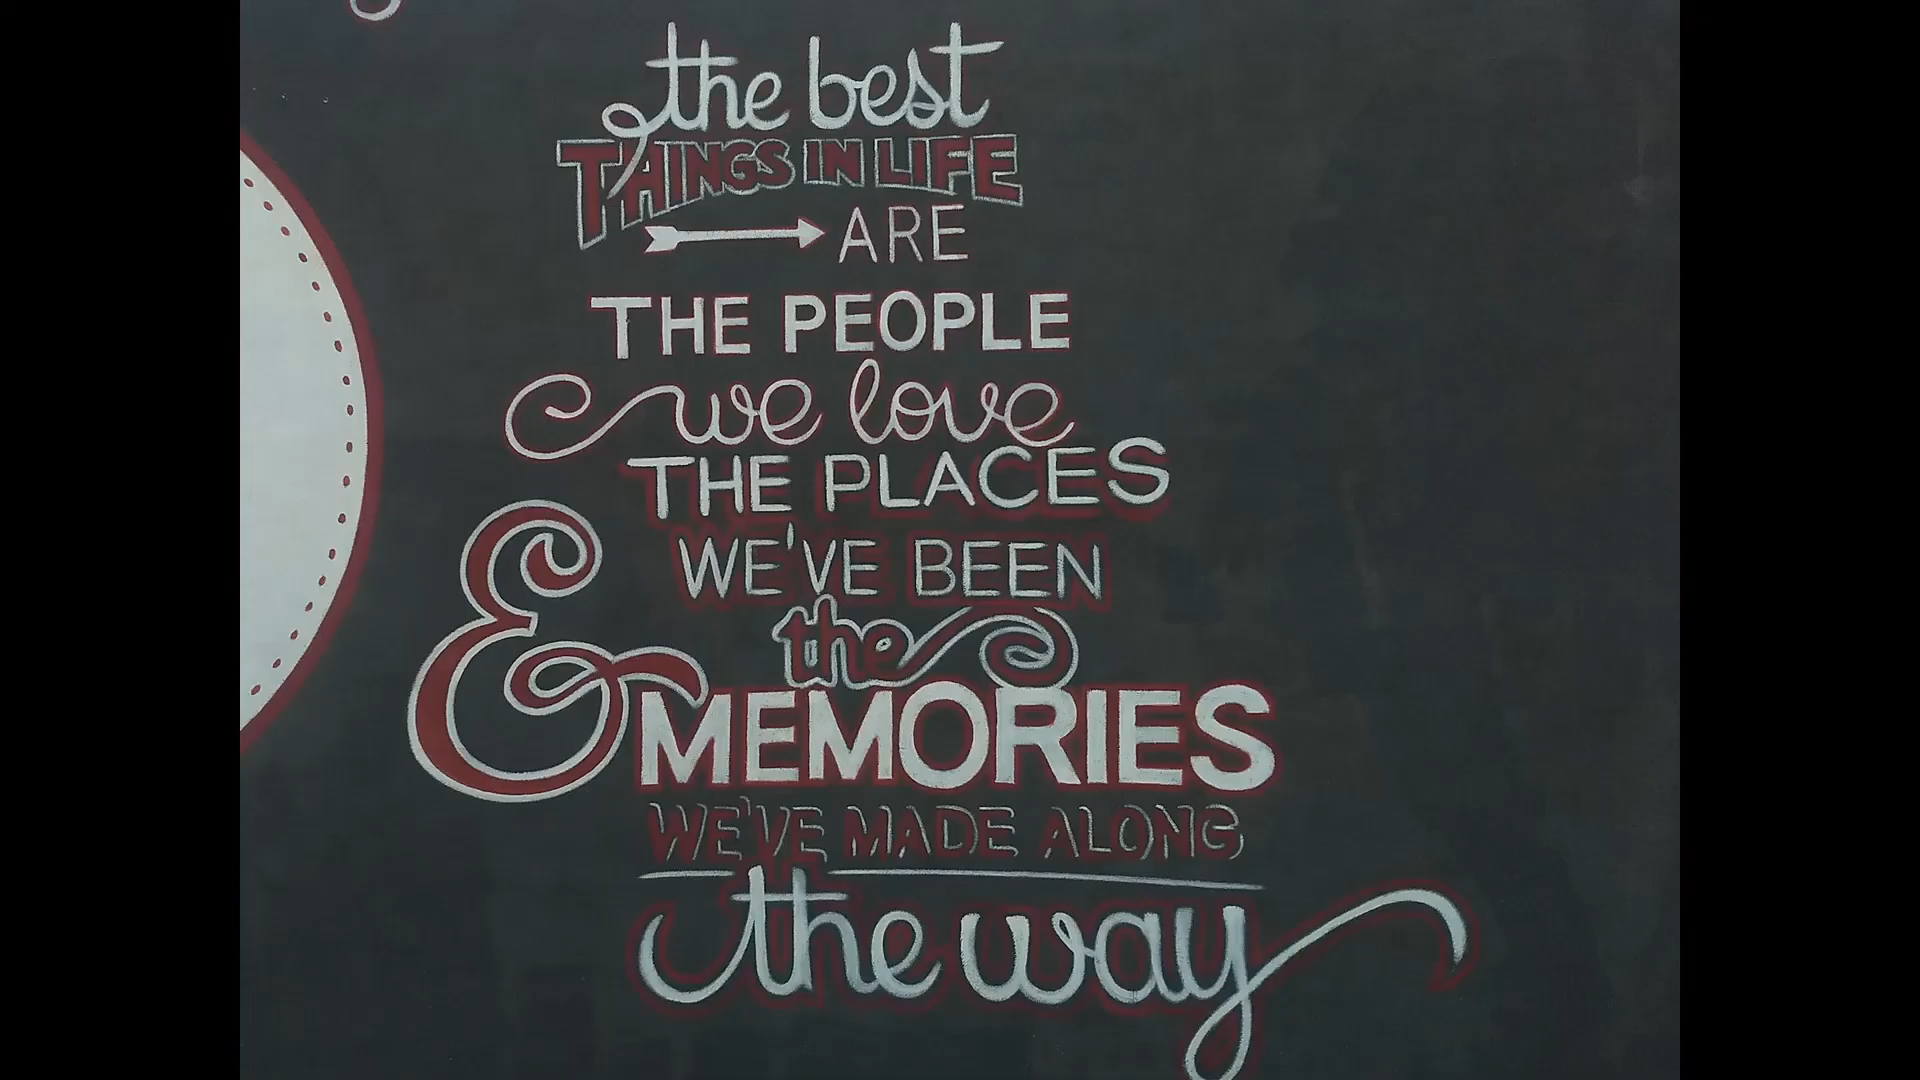 the best
THINGS IN LIFE
ARE
THE PEOPLE
we love
THE PLACES
WE'VE BEEN
& the
MEMORIES
WE'VE MADE ALONG
the way